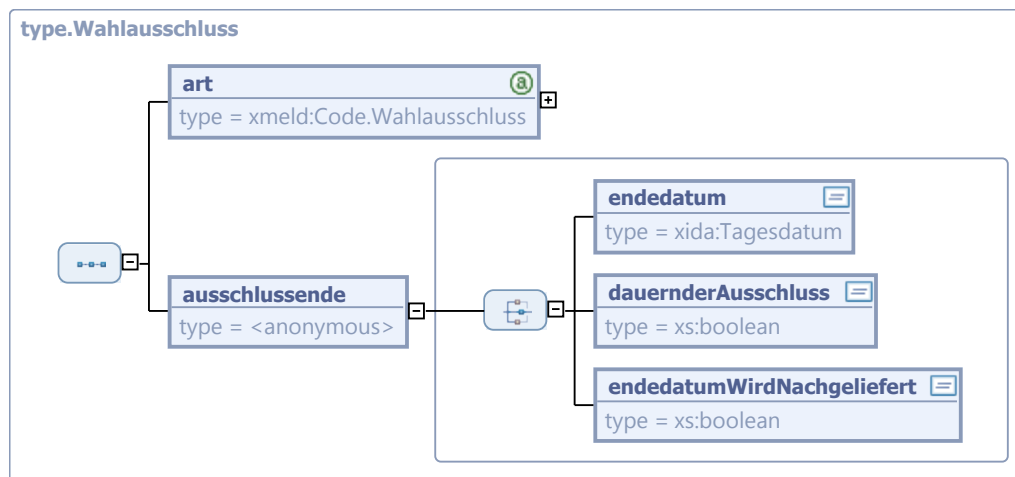 type.Wahlausschluss
art
type = xmeld:Code.Wahlausschluss
ausschlussende
type = <anonymous>
endedatum
type = xida:Tagesdatum
dauernderAusschluss
type = xs:boolean
endedatumWirdNachgeliefert
type = xs:boolean